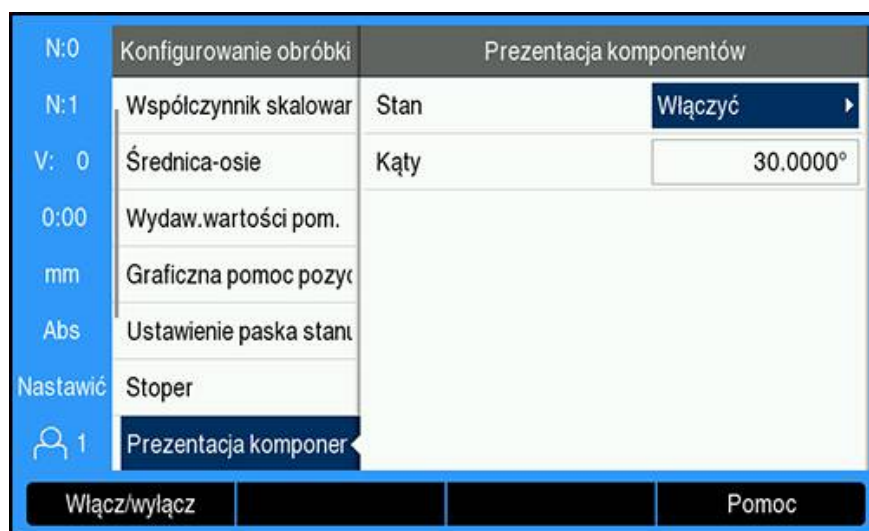 N:0
Konfigurowanie obróbki
Prezentacja komponentów
N:1
Współczynnik skalowar
Stan
Włączyć
V: 0
Średnica-osie
Kąty
30.0000°
0:00
Wydaw.wartości pom.
mm
Graficzna pomoc pozyc
Abs
Ustawienie paska stanu
Nastawić
Stoper
1
Prezentacja komponer
Włącz/wyłącz
Pomoc